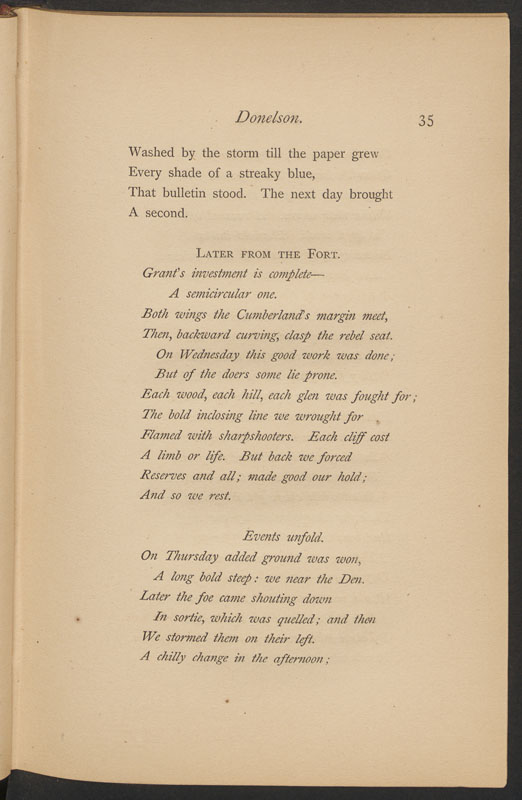 Donelson. 35
Washed by the storm till the paper grew
Every shade of a streaky blue,
That bulletin stood. The next day brought
A second.
LATER FROM THE FORT.
Grant's investment is complete—
A semicircular one.
Both wings the Cumberland's margin meet,
Then, backward curving, clasp the rebel seat.
On Wednesday this good work was done;
But of the doers some lie prone.
Each wood, each hill, each glen was fought for;
The bold inclosing line we wrought for
Flamed with sharpshooters. Each cliff cost
A limb or life. But back we forced
Reserves and all; made good our hold;
And so we rest.
Events unfold.
On Thursday added ground was won,
A long bold steep: we near the Den.
Later the foe came shouting down
In sortie, which was quelled; and then
We stormed them on their left.
A chilly change in the afternoon;